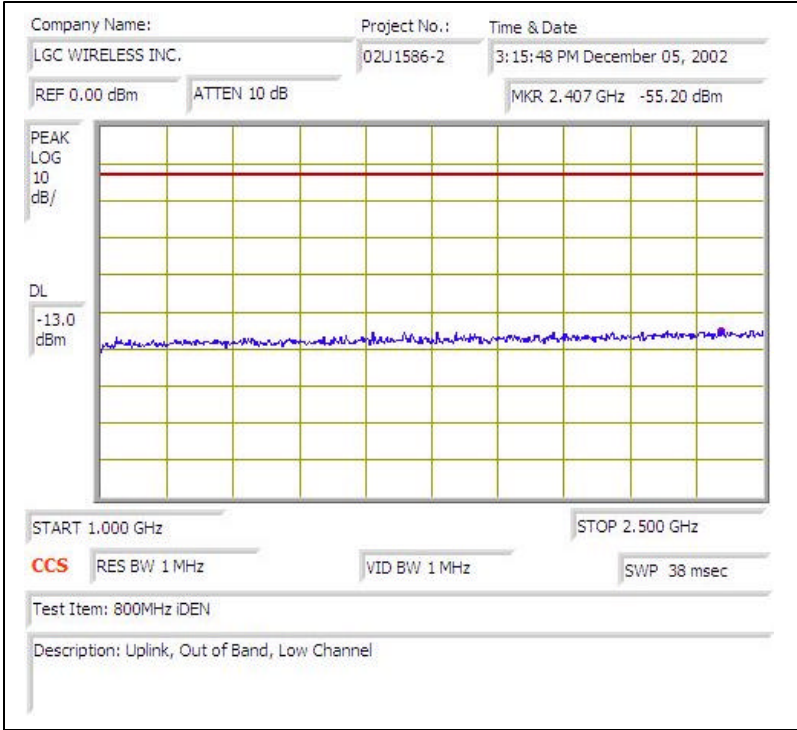 Company Name: Project No.: Time & Date
LGC WIRELESS INC. 02U1586-2 3:15:48 PM December 05, 2002
REF 0.00 dBm ATTEN 10 dB MKR 2.407 GHz -55.20 dBm
PEAK
LOG
10
dB/
DL
-13.0
dBm
START 1.000 GHz STOP 2.500 GHz
CCS RES BW 1 MHz VID BW 1 MHz SWP 38 msec
Test Item: 800MHz iDEN
Description: Uplink, Out of Band, Low Channel